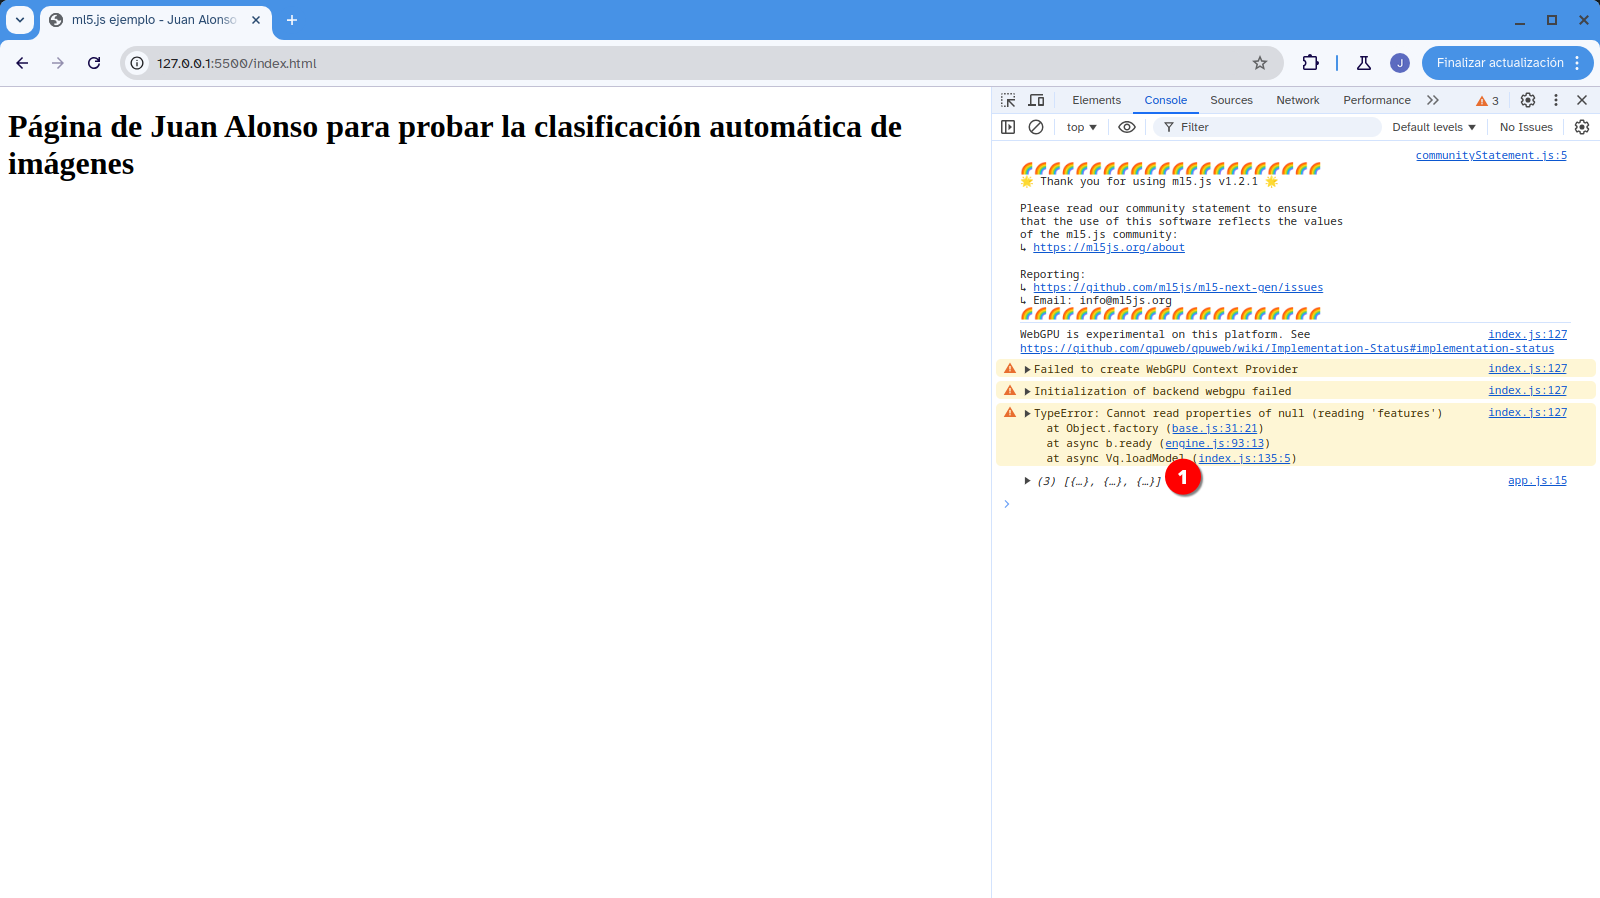 ml5.js ejemplo - Juan Alonso
127.0.0.1:5500/index.html
J
Finalizar actualización
Página de Juan Alonso para probar la clasificación automática de
imágenes
Elements
Console
Sources
Network
Performance
3
top
Filter
Default levels
No Issues
communityStatement.js:5
🌈🌈🌈🌈🌈🌈🌈🌈🌈🌈🌈🌈🌈🌈🌈🌈🌈🌈🌈🌈🌈🌈
🌟 Thank you for using ml5.js v1.2.1 🌟
Please read our community statement to ensure
that the use of this software reflects the values
of the ml5.js community:
↳ https://ml5js.org/about
Reporting:
↳ https://github.com/ml5js/ml5-next-gen/issues
↳ Email: info@ml5js.org
🌈🌈🌈🌈🌈🌈🌈🌈🌈🌈🌈🌈🌈🌈🌈🌈🌈🌈🌈🌈🌈🌈
WebGPU is experimental on this platform. See index.js:127
https://github.com/gpuweb/gpuweb/wiki/Implementation-Status#implementation-status
Failed to create WebGPU Context Provider index.js:127
Initialization of backend webgpu failed index.js:127
TypeError: Cannot read properties of null (reading 'features') index.js:127
at Object.factory (base.js:31:21)
at async b.ready (engine.js:93:13)
at async Vq.loadModel (index.js:135:5)
(3) [{…}, {…}, {…}] app.js:15
1